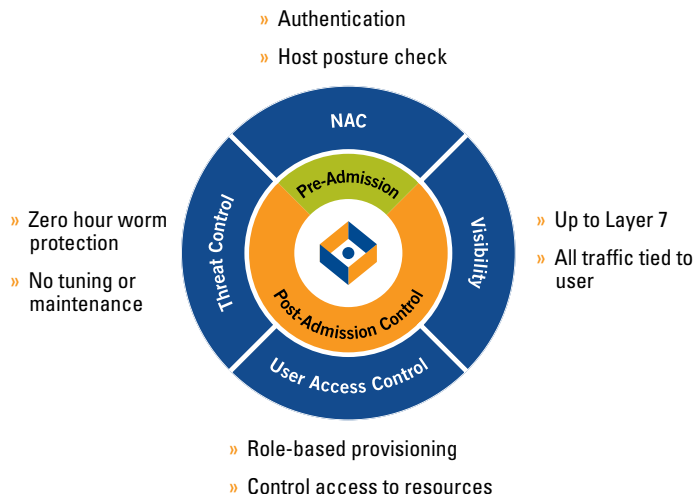 » Authentication
» Host posture check
NAC
Pre-Admission
Threat Control
Visibility
» Zero hour worm
protection
» No tuning or
maintenance
» Up to Layer 7
» All traffic tied to
user
Post-Admission Control
User Access Control
» Role-based provisioning
» Control access to resources